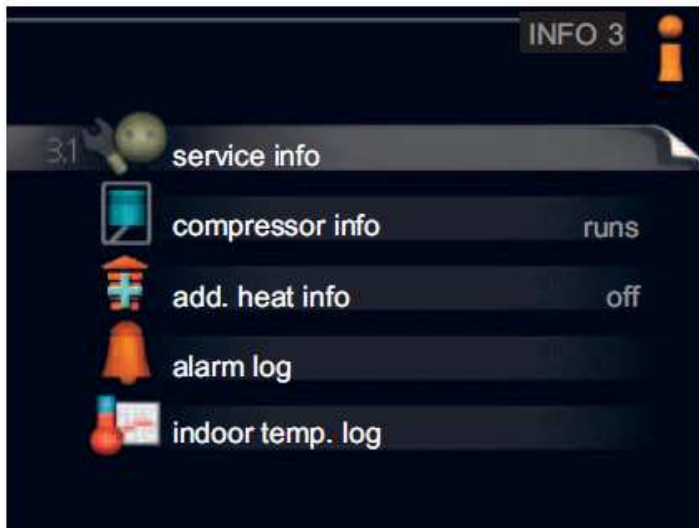 INFO 3
3.1 service info
compressor info runs
add. heat info off
alarm log
indoor temp. log